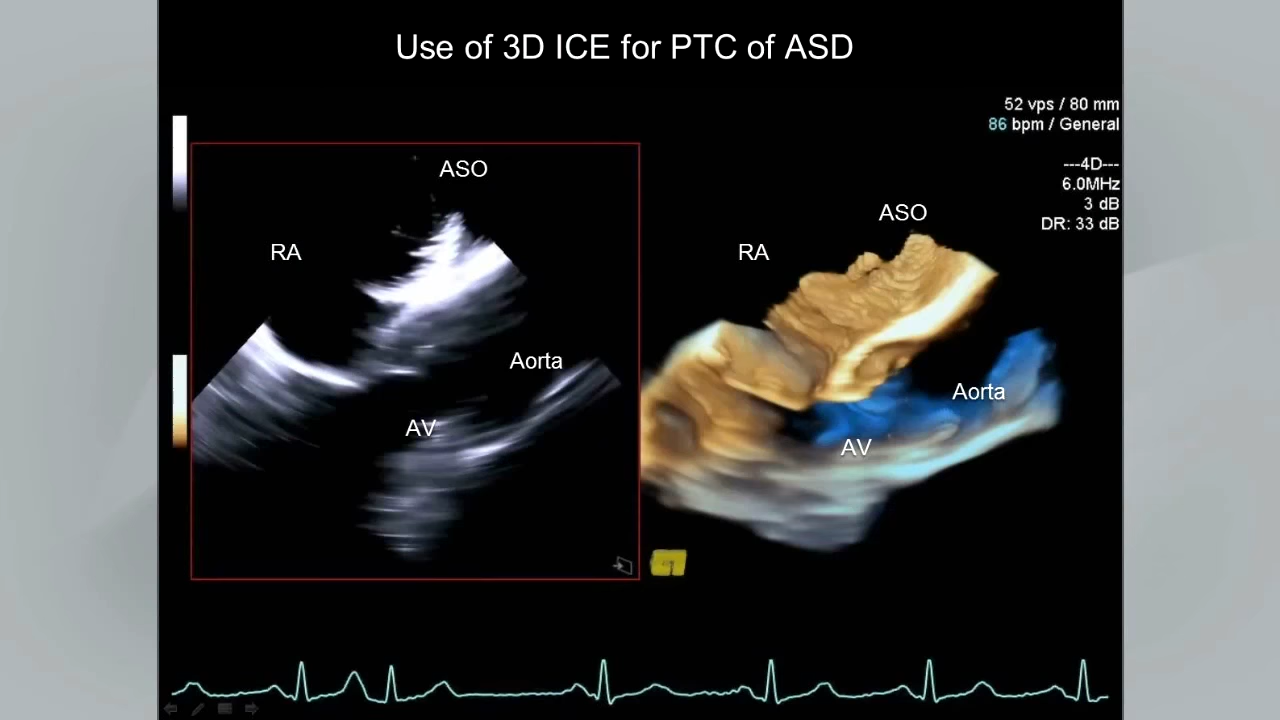 Use of 3D ICE for PTC of ASD
52 vps / 80 mm
86 bpm / General
---4D---
6.0MHz
3 dB
DR: 33 dB
ASO
RA
Aorta
AV
ASO
RA
Aorta
AV